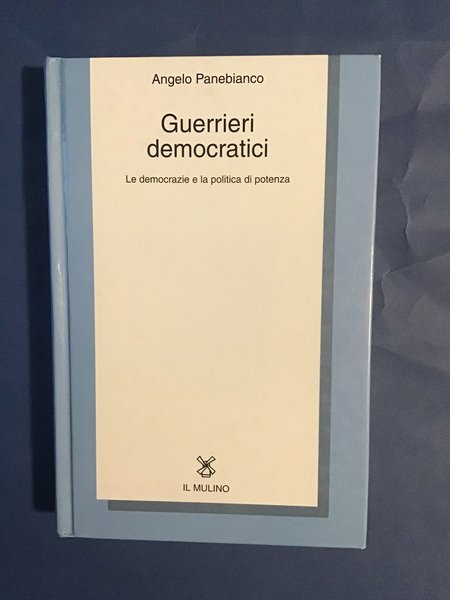 Angelo Panebianco
Guerrieri
democratici
Le democrazie e la politica di potenza
IL MULINO